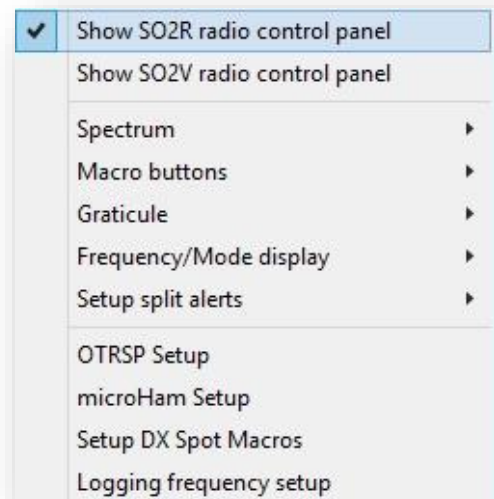 Show SO2R radio control panel
Show SO2V radio control panel
Spectrum
Macro buttons
Graticule
Frequency/Mode display
Setup split alerts
OTRSP Setup
microHam Setup
Setup DX Spot Macros
Logging frequency setup